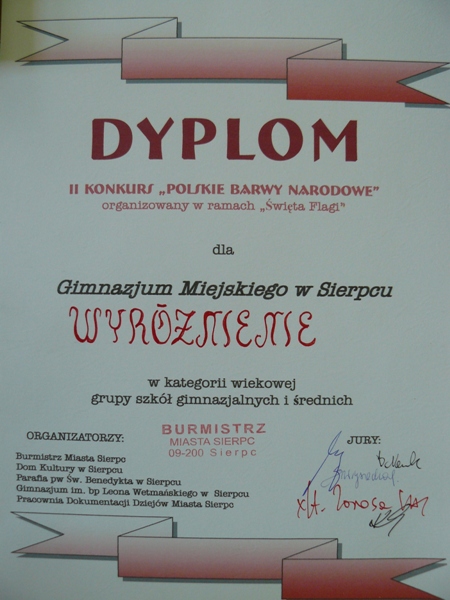 DYPLOM
II KONKURS „POLSKIE BARWY NARODOWE"
organizowany w ramach „Święta Flagi"
dla
Gimnazjum Miejskiego w Sierpcu
WYRÓŻNIENIE
w kategorii wiekowej
grupy szkół gimnazjalnych i średnich
BURMISTRZ
MIASTA SIERPC
09-200 Sierpc
ORGANIZATORZY:
Burmistrz Miasta Sierpc
Dom Kultury w Sierpcu
Parafia pw Św. Benedykta w Sierpcu
Gimnazjum im. bp Leona Wetmańskiego w Sierpcu
Pracownia Dokumentacji Dziejów Miasta Sierpc
JURY: